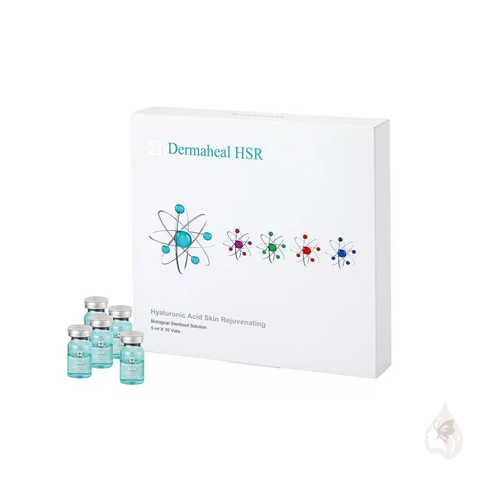 Dermaheal HSR
Hyaluronic Acid Skin Rejuvenating
Biological Sterilized Solution
5 ml X 10 Vials